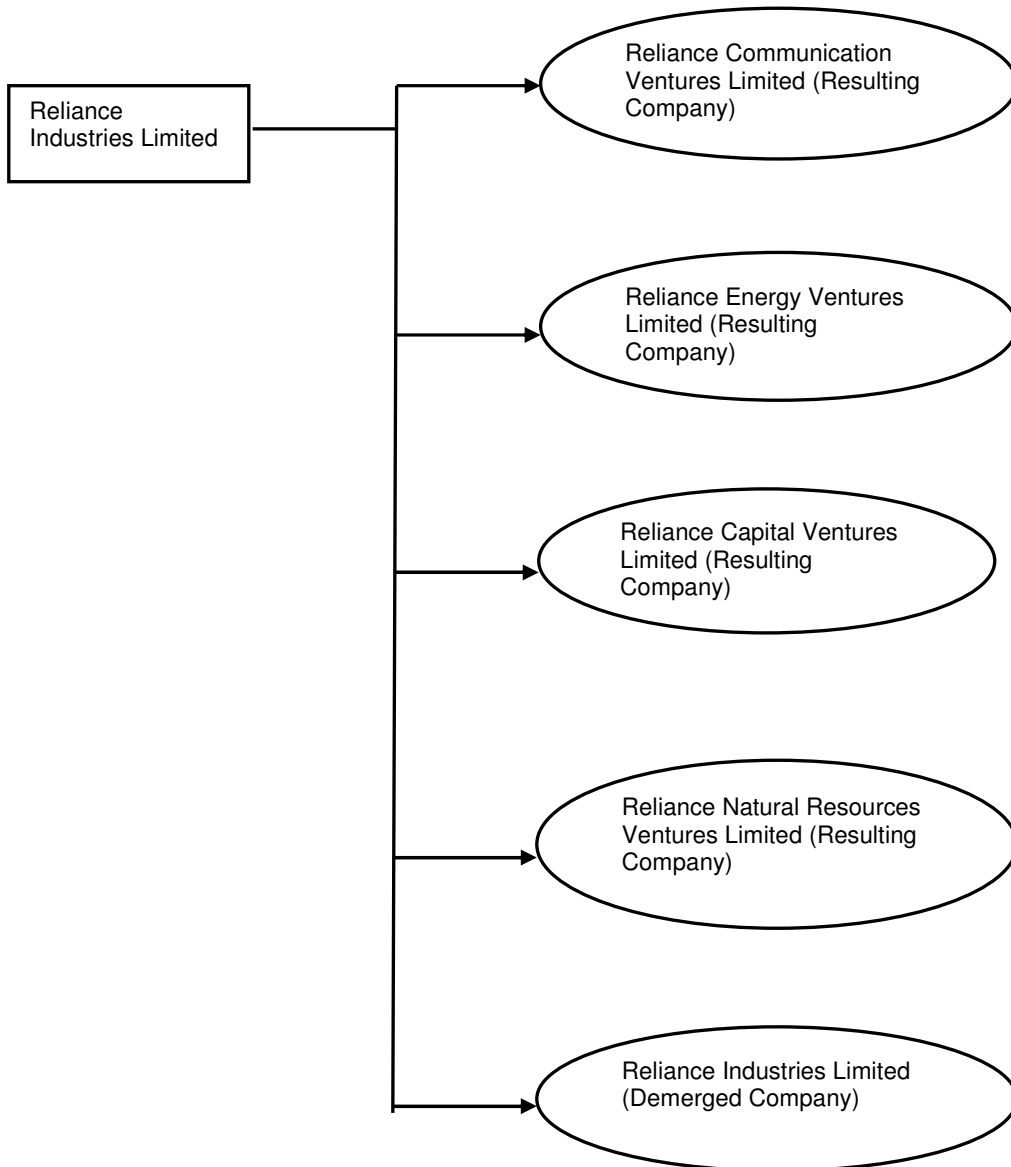 Reliance
Industries Limited
Reliance Communication
Ventures Limited (Resulting
Company)
Reliance Energy Ventures
Limited (Resulting
Company)
Reliance Capital Ventures
Limited (Resulting
Company)
Reliance Natural Resources
Ventures Limited (Resulting
Company)
Reliance Industries Limited
(Demerged Company)